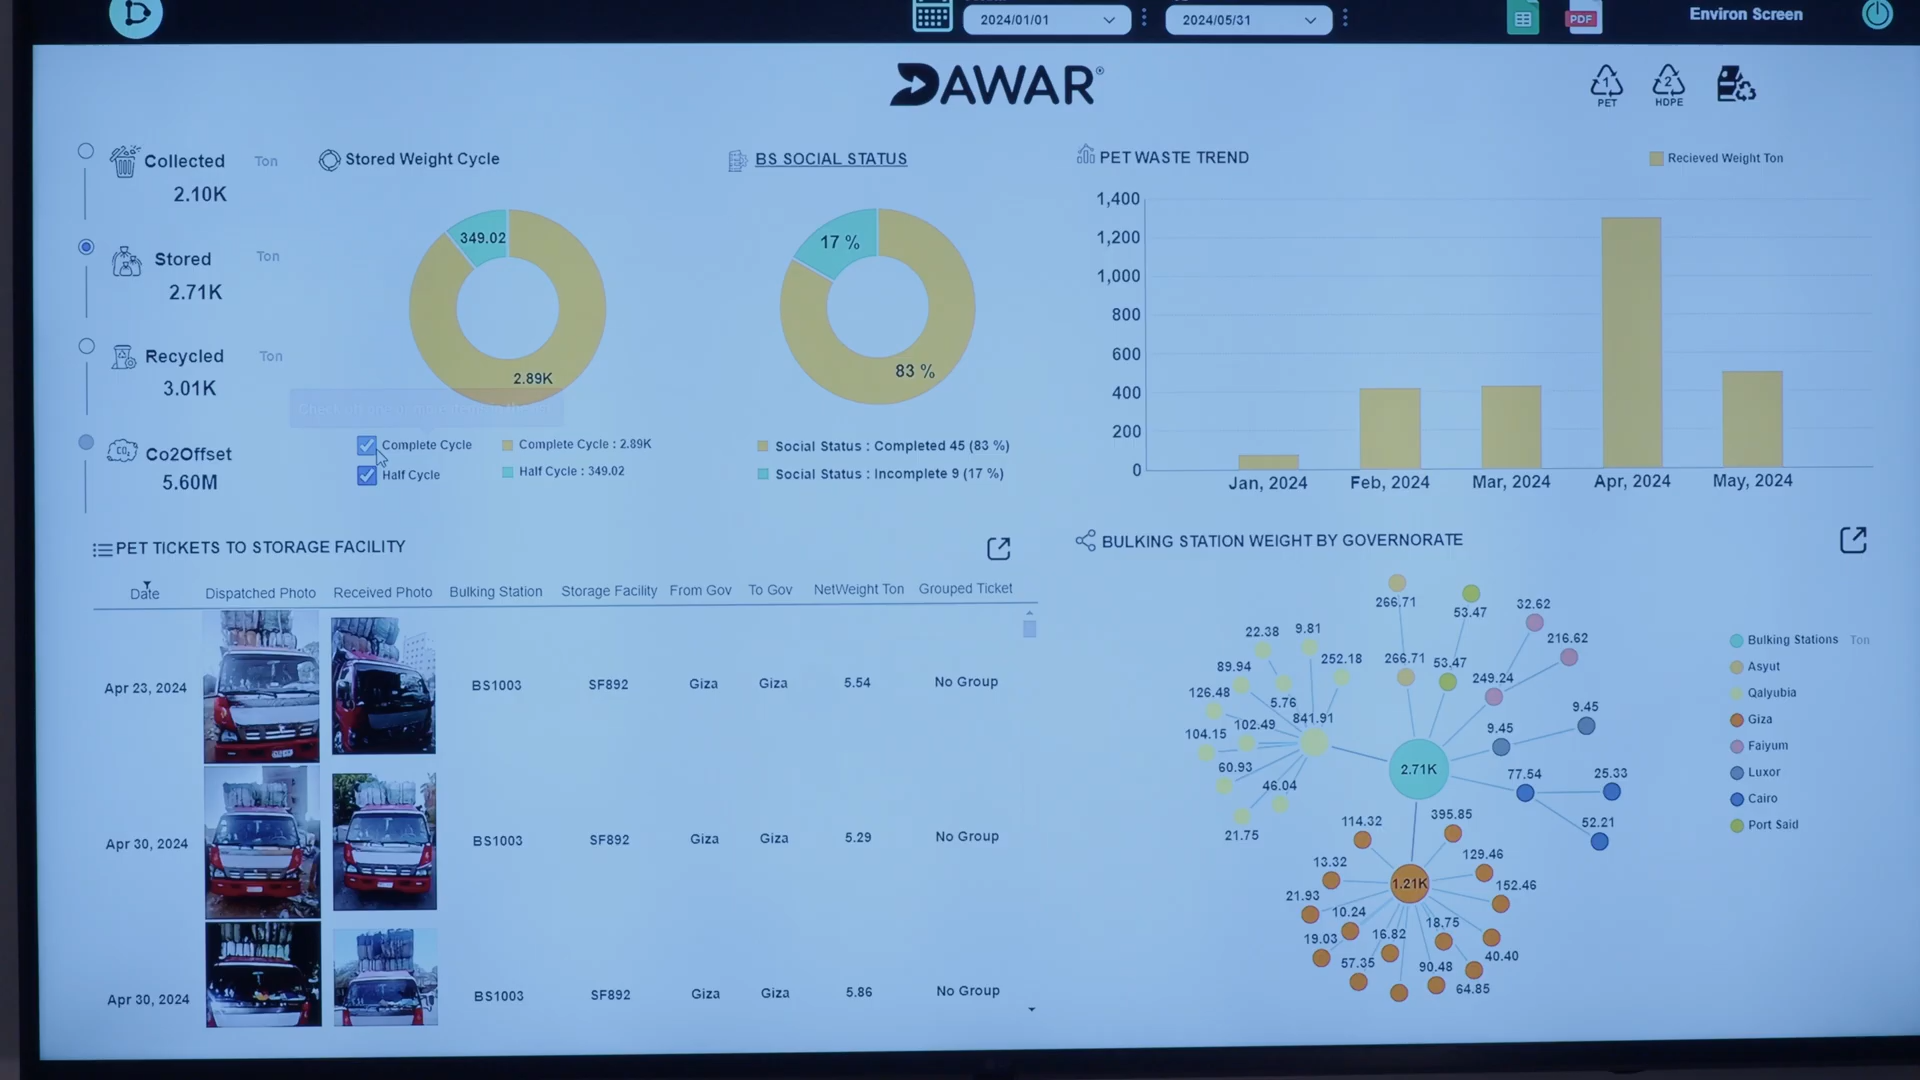 2024/01/01
2024/05/31
PDF
Environ Screen
DAWAR®
1
PET
2
HDPE
Collected Ton
2.10K
Stored Ton
2.71K
Recycled Ton
3.01K
Co2Offset
CO2
5.60M
Stored Weight Cycle
349.02
2.89K
Complete Cycle
Half Cycle
Complete Cycle : 2.89K
Half Cycle : 349.02
BS SOCIAL STATUS
17 %
83 %
Social Status : Completed 45 (83 %)
Social Status : Incomplete 9 (17 %)
PET WASTE TREND
Recieved Weight Ton
1,400
1,200
1,000
800
600
400
200
0
Jan, 2024 Feb, 2024 Mar, 2024 Apr, 2024 May, 2024
PET TICKETS TO STORAGE FACILITY
Date Dispatched Photo Received Photo Bulking Station Storage Facility From Gov To Gov NetWeight Ton Grouped Ticket
Apr 23, 2024 BS1003 SF892 Giza Giza 5.54 No Group
Apr 30, 2024 BS1003 SF892 Giza Giza 5.29 No Group
Apr 30, 2024 BS1003 SF892 Giza Giza 5.86 No Group
BULKING STATION WEIGHT BY GOVERNORATE
266.71
53.47
32.62
216.62
22.38
9.81
252.18
266.71
53.47
249.24
89.94
126.48
5.76
841.91
102.49
104.15
60.93
46.04
21.75
9.45
9.45
2.71K
77.54
25.33
52.21
114.32
395.85
13.32
129.46
1.21K
152.46
21.93
10.24
18.75
19.03
16.82
40.40
57.35
90.48
64.85
Bulking Stations Ton
Asyut
Qalyubia
Giza
Faiyum
Luxor
Cairo
Port Said